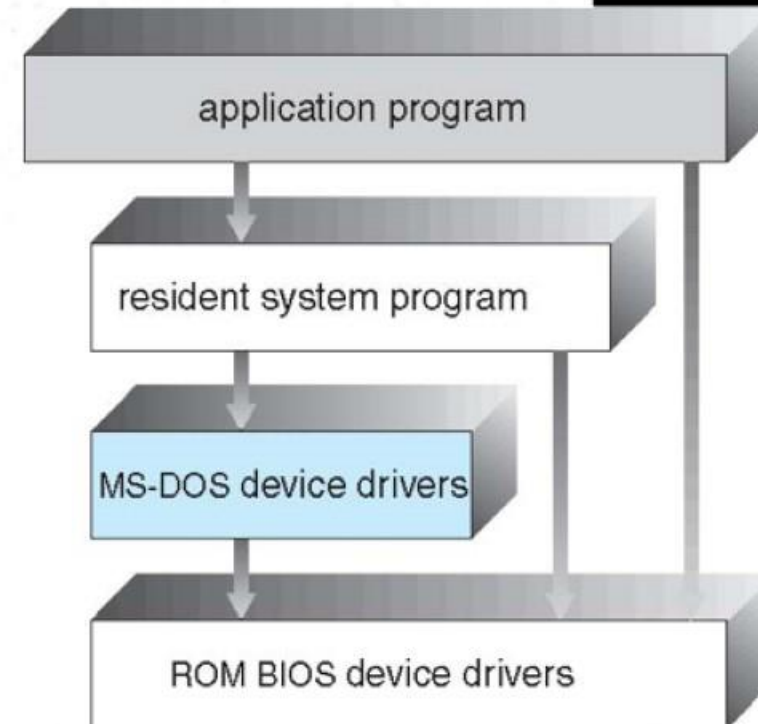 application program
resident system program
MS-DOS device drivers
ROM BIOS device drivers